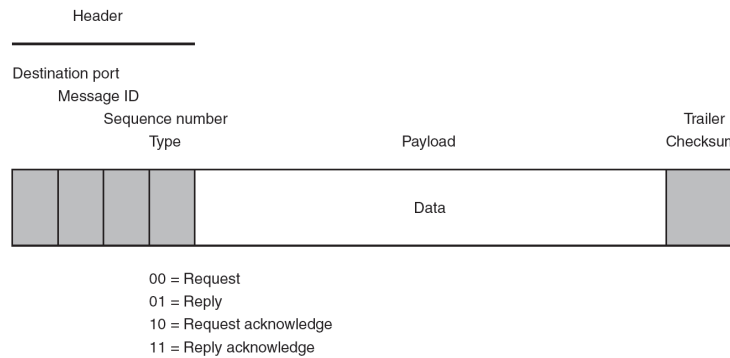 Header
Destination port
Message ID
Sequence number
Type
Payload
Trailer
Checksum
Data
00 = Request
01 = Reply
10 = Request acknowledge
11 = Reply acknowledge